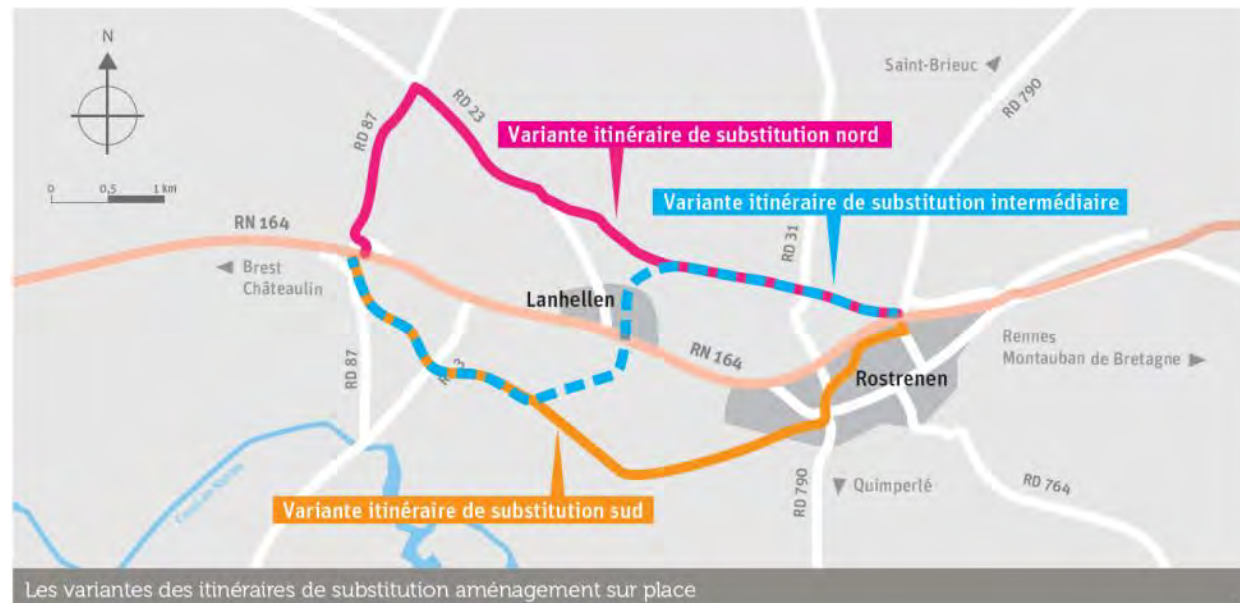 N
0
0,5
1 km
RD 87
RD 23
Saint-Brieuc
RD 790
Variante itinéraire de substitution nord
Variante itinéraire de substitution intermédiaire
RD 31
RN 164
Brest
Châteaulin
Lanhellen
RN 164
Rennes
Montauban de Bretagne
Rostrenen
RD 87
Variante itinéraire de substitution sud
RD 790
Quimperlé
RD 764
Les variantes des itinéraires de substitution aménagement sur place